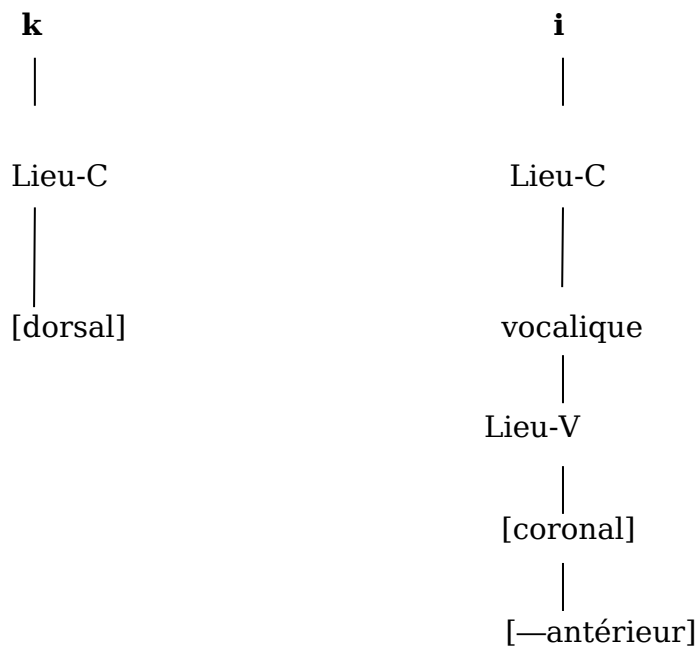 k i
Lieu-C Lieu-C
[dorsal] vocalique
Lieu-V
[coronal]
[—antérieur]